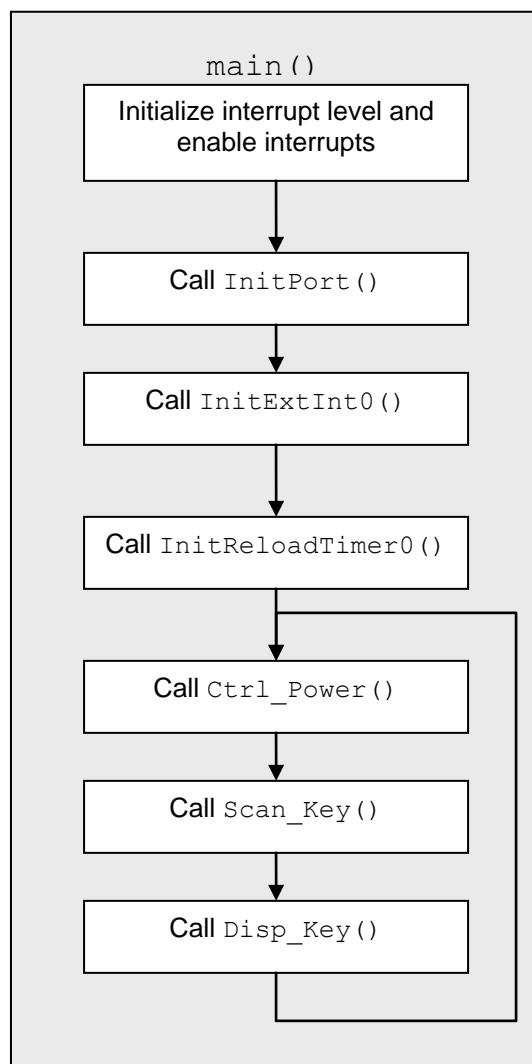 main()
Initialize interrupt level and
enable interrupts
Call InitPort()
Call InitExtInt0()
Call InitReloadTimer0()
Call Ctrl_Power()
Call Scan_Key()
Call Disp_Key()